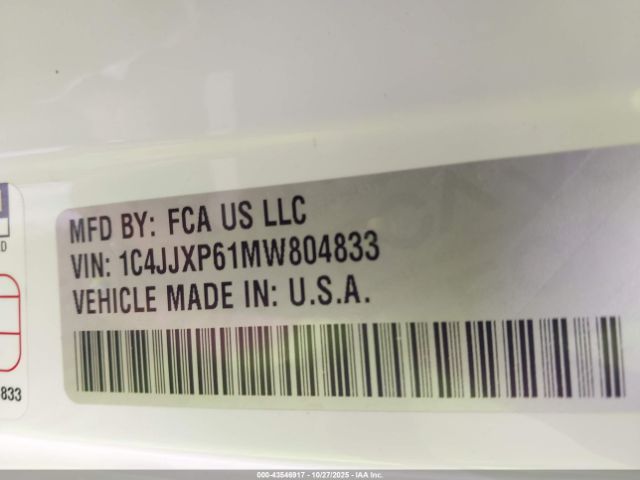 MFD BY: FCA US LLC
VIN: 1C4JJXP61MW804833
VEHICLE MADE IN: U.S.A.
D
833
000-43546917 - 10/27/2025 - IAA Inc.